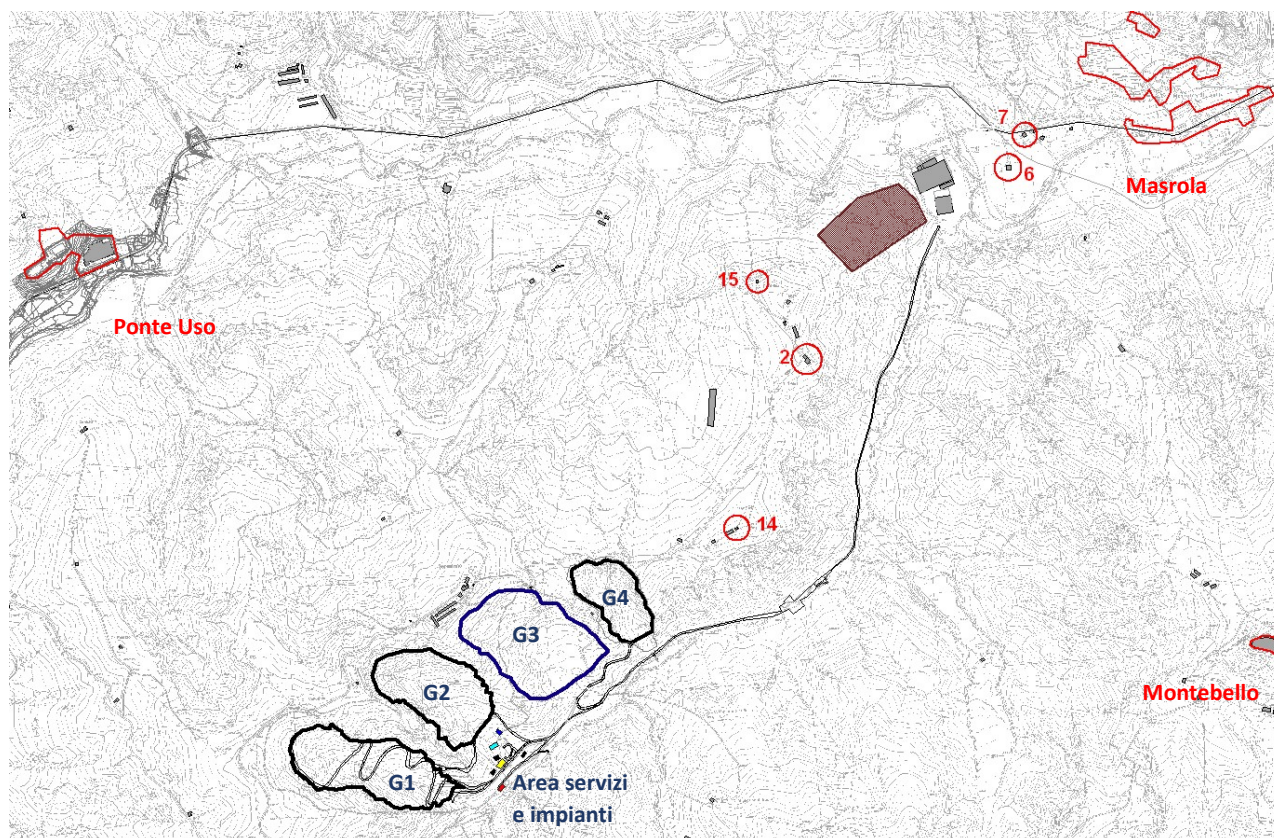 7
6
Masrola
15
Ponte Uso
2
14
G4
G3
G2
Montebello
G1
Area servizi
e impianti